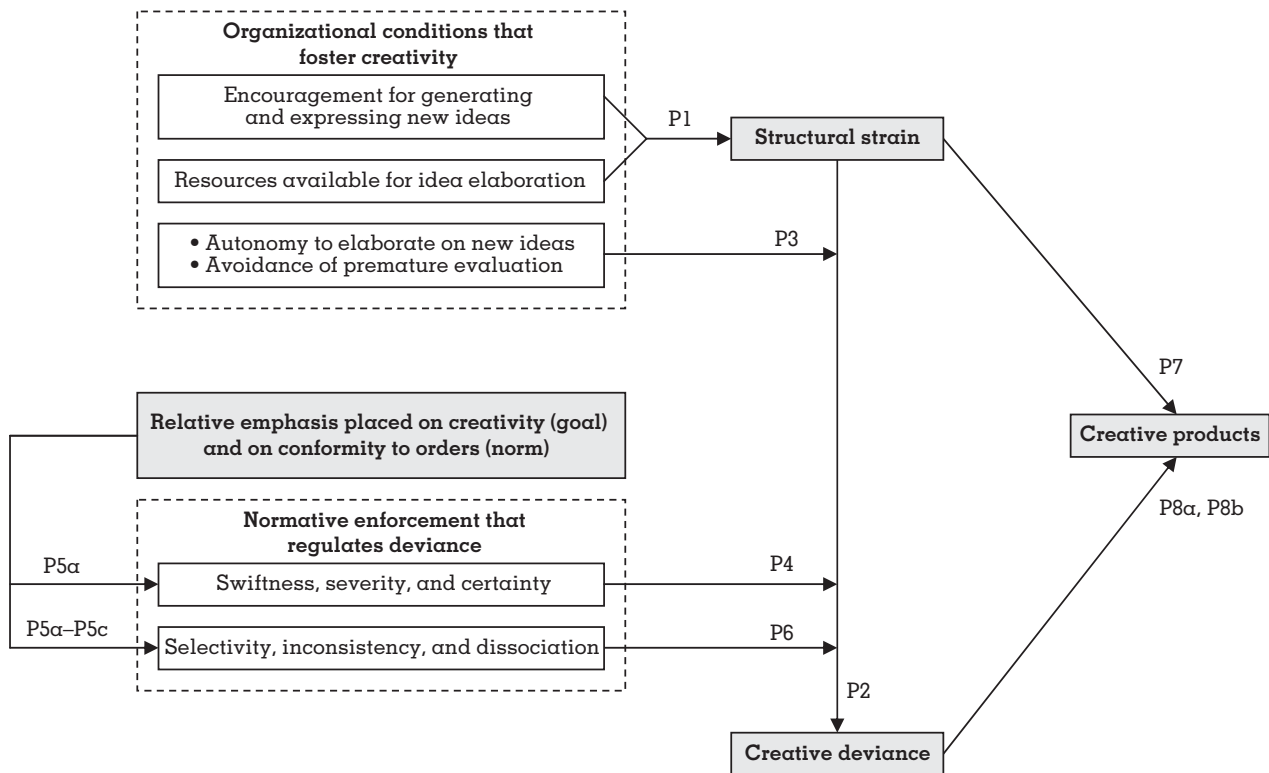 Organizational conditions that
foster creativity
Encouragement for generating
and expressing new ideas
P1
Structural strain
Resources available for idea elaboration
• Autonomy to elaborate on new ideas
• Avoidance of premature evaluation
P3
P7
Relative emphasis placed on creativity (goal)
and on conformity to orders (norm)
Creative products
P8a, P8b
Normative enforcement that
regulates deviance
P5a
Swiftness, severity, and certainty
P4
P5a–P5c
Selectivity, inconsistency, and dissociation
P6
P2
Creative deviance